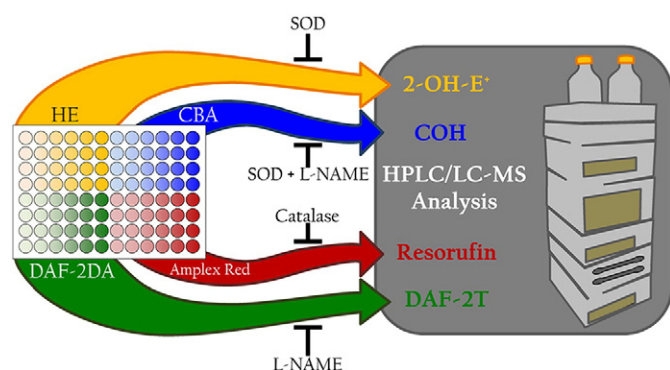 SOD
HE
CBA
2-OH-E⁺
COH
SOD + L-NAME
HPLC/LC-MS
Analysis
Catalase
DAF-2DA
Amplex Red
Resorufin
DAF-2T
L-NAME